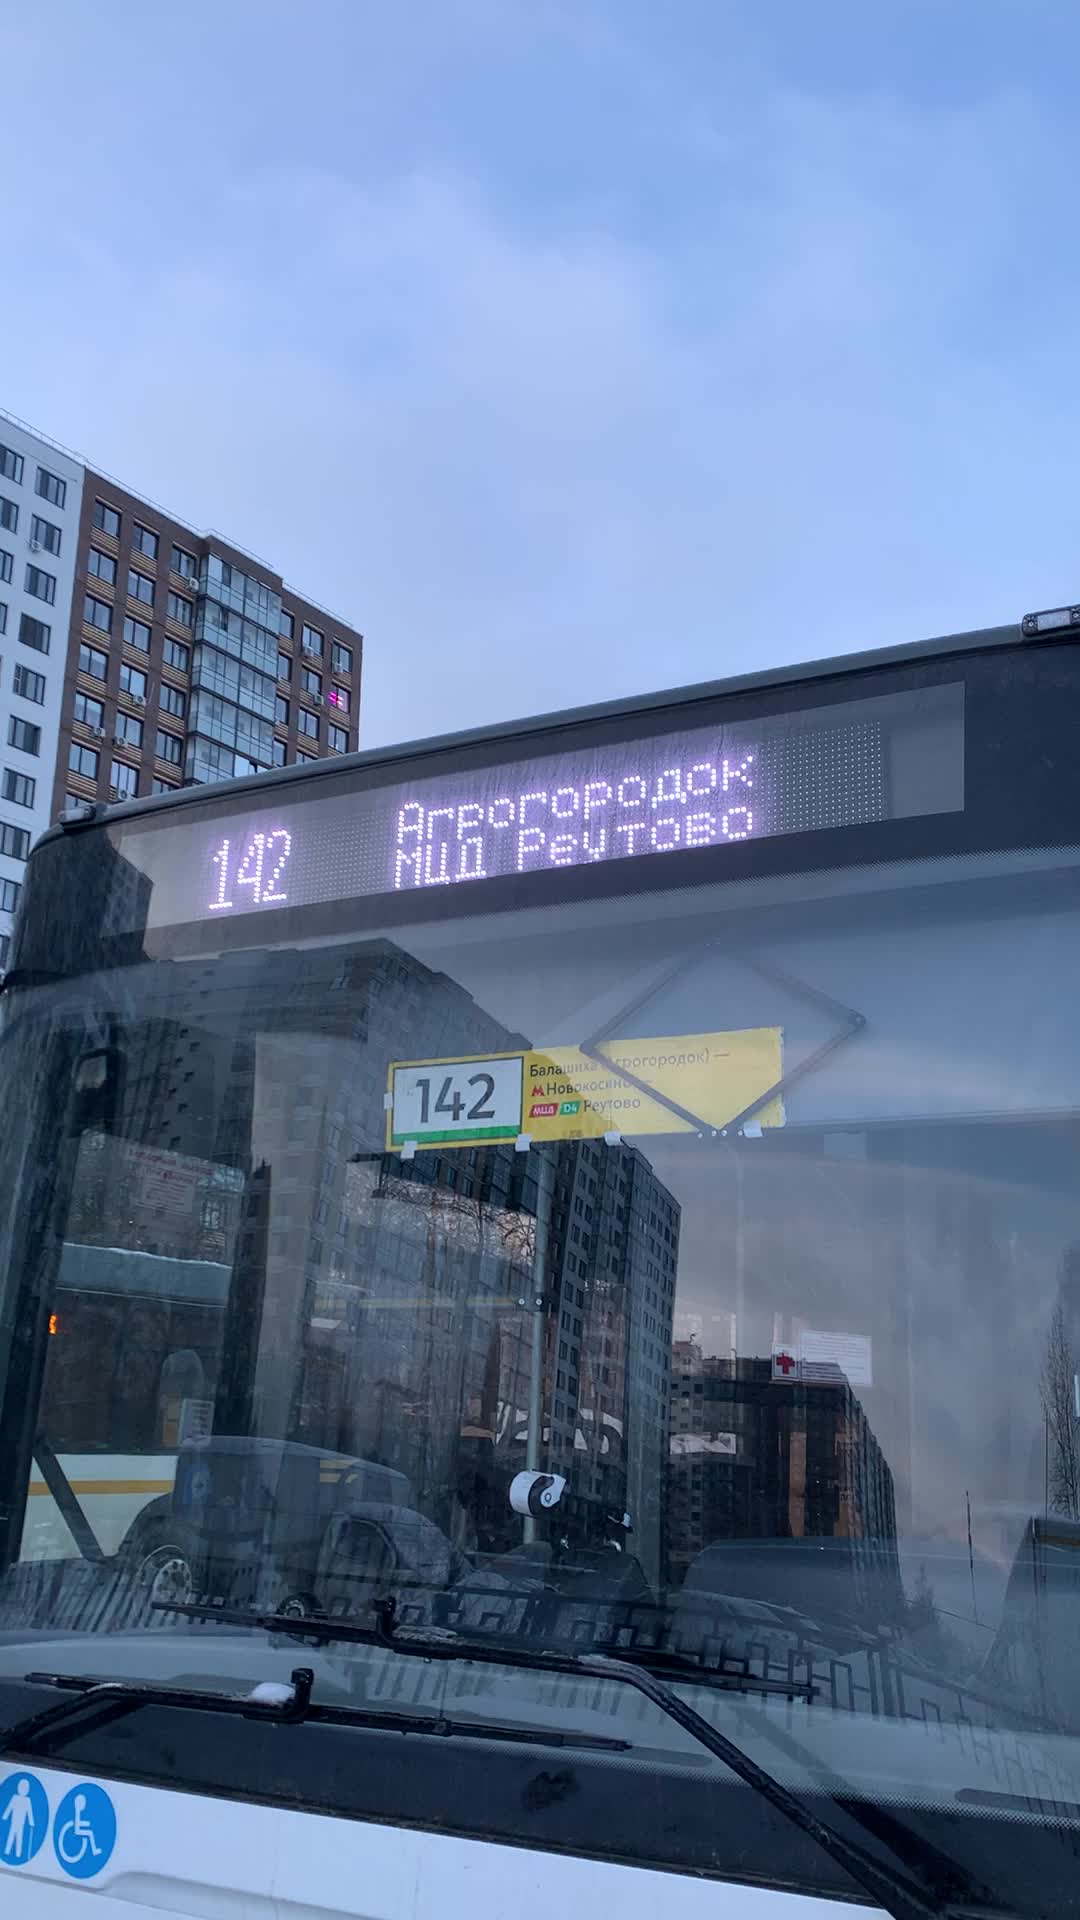 142
Агрогородок
МЦД Реутово
142
Балашиха (Агрогородок) —
М Новокосино —
МЦД D4 Реутово